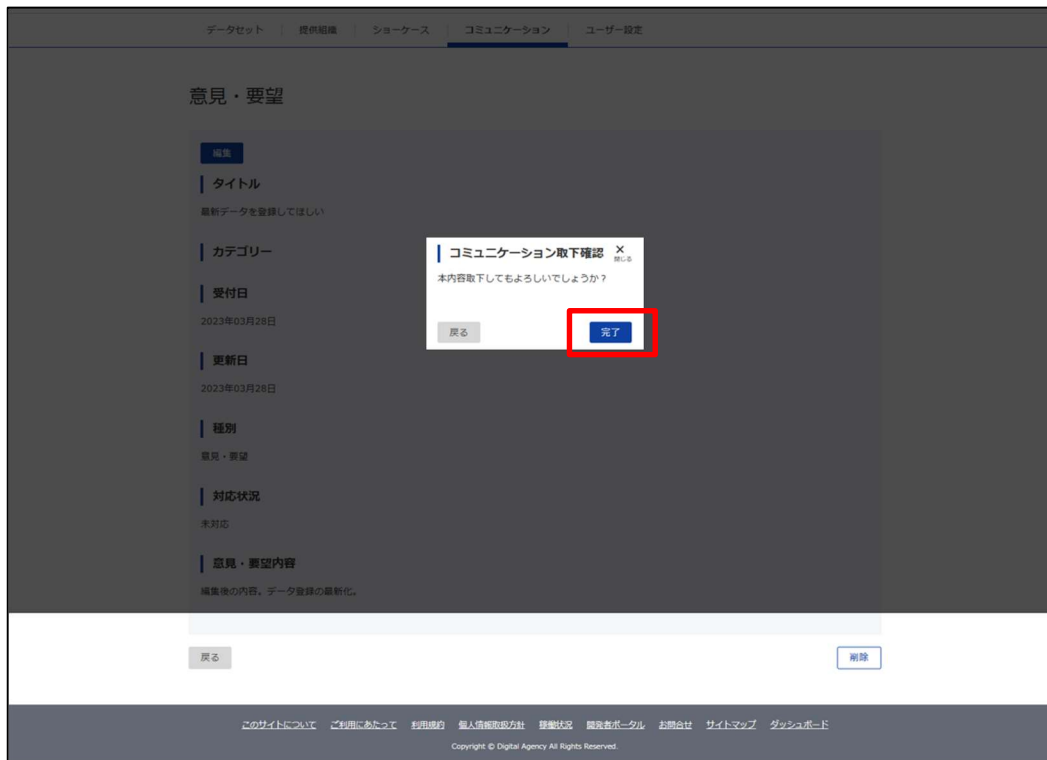 データセット 提供組織 ショーケース コミュニケーション ユーザー設定
意見・要望
編集
タイトル
最新データを登録してほしい
カテゴリー
受付日
2023年03月28日
更新日
2023年03月28日
種別
意見・要望
対応状況
未対応
意見・要望内容
編集後の内容。データ登録の最新化。
コミュニケーション取下確認 × 閉じる
本内容取下してもよろしいでしょうか？
戻る 完了
戻る 削除
このサイトについて ご利用にあたって 利用規約 個人情報取扱方針 稼働状況 開発者ポータル お問合せ サイトマップ ダッシュボード
Copyright © Digital Agency All Rights Reserved.